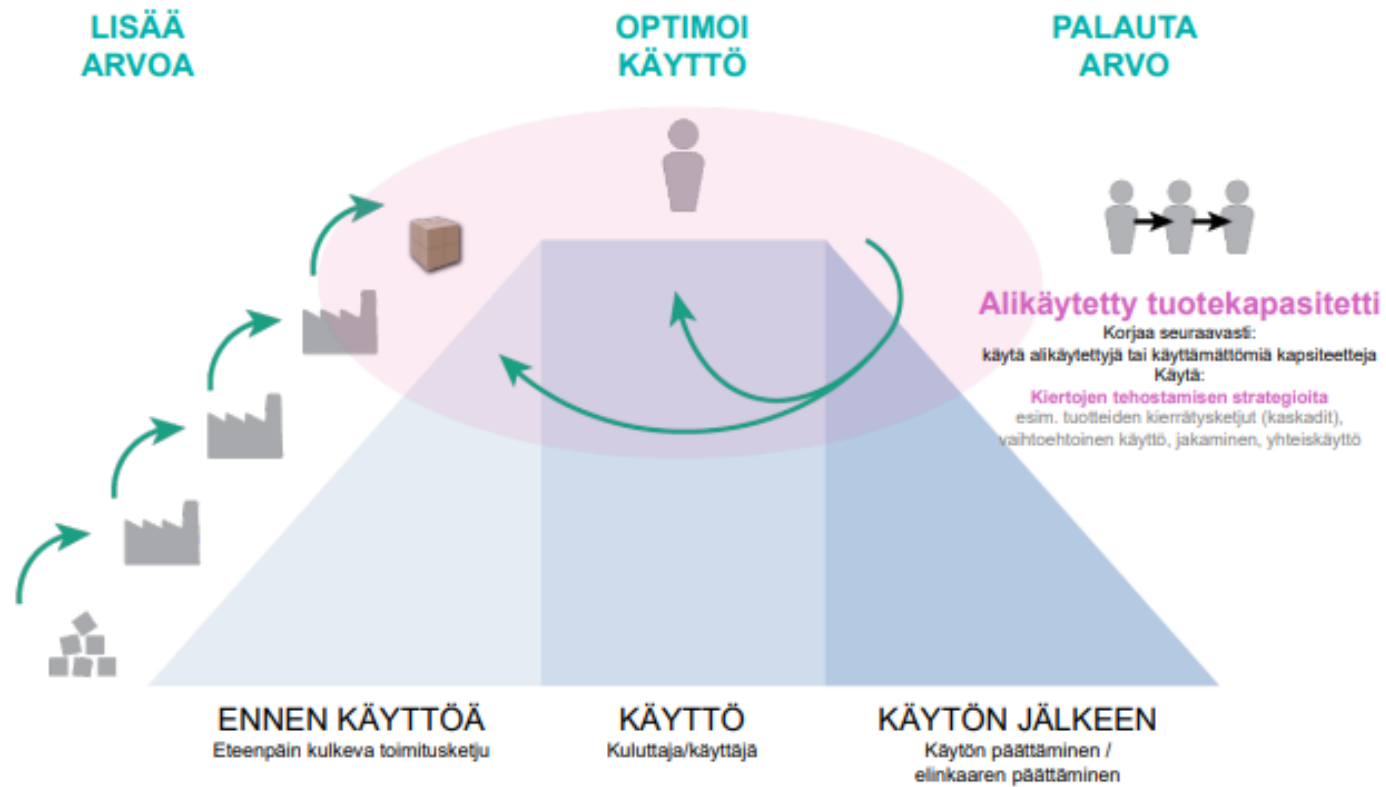 LISÄÄ
ARVOA
OPTIMOI
KÄYTTÖ
PALAUTA
ARVO
Alikäytetty tuotekapasitetti
Korjaa seuraavasti:
käytä alikäytettyjä tai käyttämättömiä kapsiteetteja
Käytä:
Kiertojen tehostamisen strategioita
esim. tuotteiden kierrätysketjut (kaskadit),
vaihtoehtoinen käyttö, jakaminen, yhteiskäyttö
ENNEN KÄYTTÖÄ
Eteenpäin kulkeva toimitusketju
KÄYTTÖ
Kuluttaja/käyttäjä
KÄYTÖN JÄLKEEN
Käytön päättäminen /
elinkaaren päättäminen